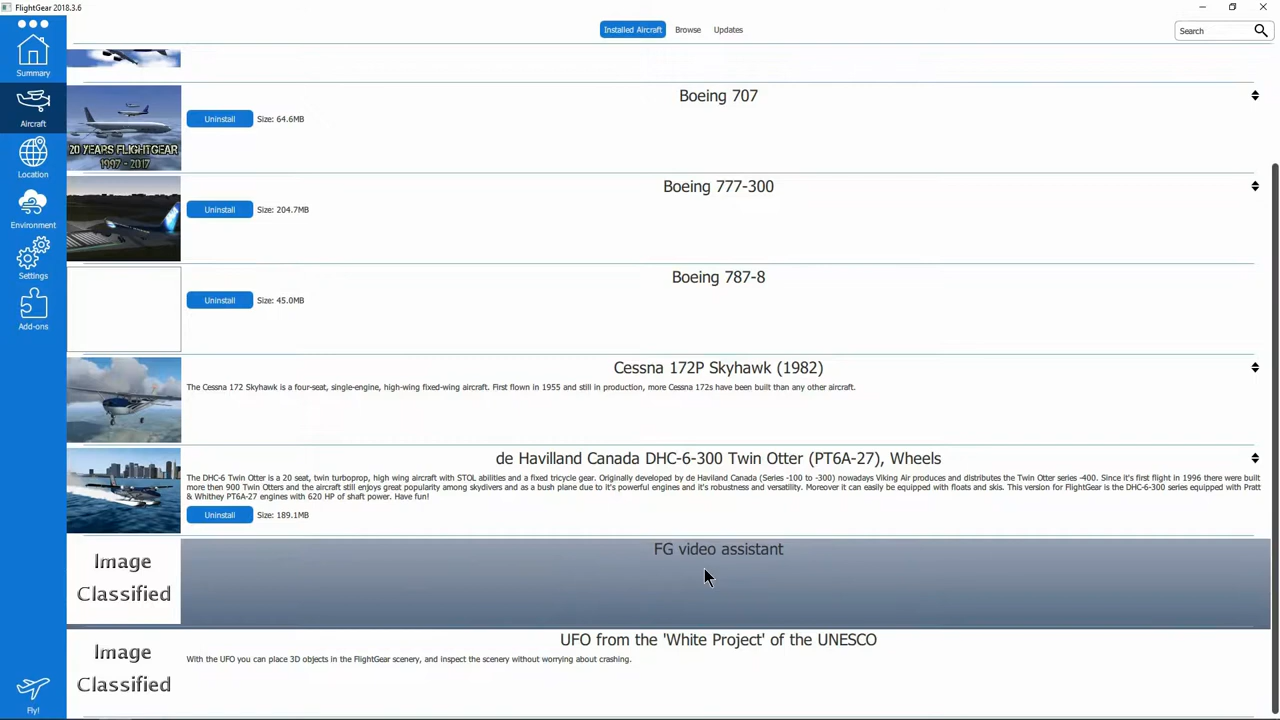 FlightGear 2018.3.6
Summary
Aircraft
Location
Environment
Settings
Add-ons
Fly!
Installed Aircraft
Browse
Updates
Search
Boeing 707
20 YEARS FLIGHTGEAR
1997 - 2017
Uninstall
Size: 64.6MB
Boeing 777-300
Uninstall
Size: 204.7MB
Boeing 787-8
Uninstall
Size: 45.0MB
Cessna 172P Skyhawk (1982)
The Cessna 172 Skyhawk is a four-seat, single-engine, high-wing fixed-wing aircraft. First flown in 1955 and still in production, more Cessna 172s have been built than any other aircraft.
de Havilland Canada DHC-6-300 Twin Otter (PT6A-27), Wheels
The DHC-6 Twin Otter is a 20 seat, twin turboprop, high wing aircraft with STOL abilities and a fixed tricycle gear. Originally developed by de Haviland Canada (Series -100 to -300) nowadays Viking Air produces and distributes the Twin Otter series -400. Since it's first flight in 1996 there were built
more then 900 Twin Otters and the aircraft still enjoys great popularity among skydivers and as a bush plane due to it's powerful engines and it's robustness and versatility. Moreover it can easily be equipped with floats and skis. This version for FlightGear is the DHC-6-300 series equipped with Pratt
& Whithey PT6A-27 engines with 620 HP of shaft power. Have fun!
Uninstall
Size: 189.1MB
Image
Classified
FG video assistant
Image
Classified
UFO from the 'White Project' of the UNESCO
With the UFO you can place 3D objects in the FlightGear scenery, and inspect the scenery without worrying about crashing.